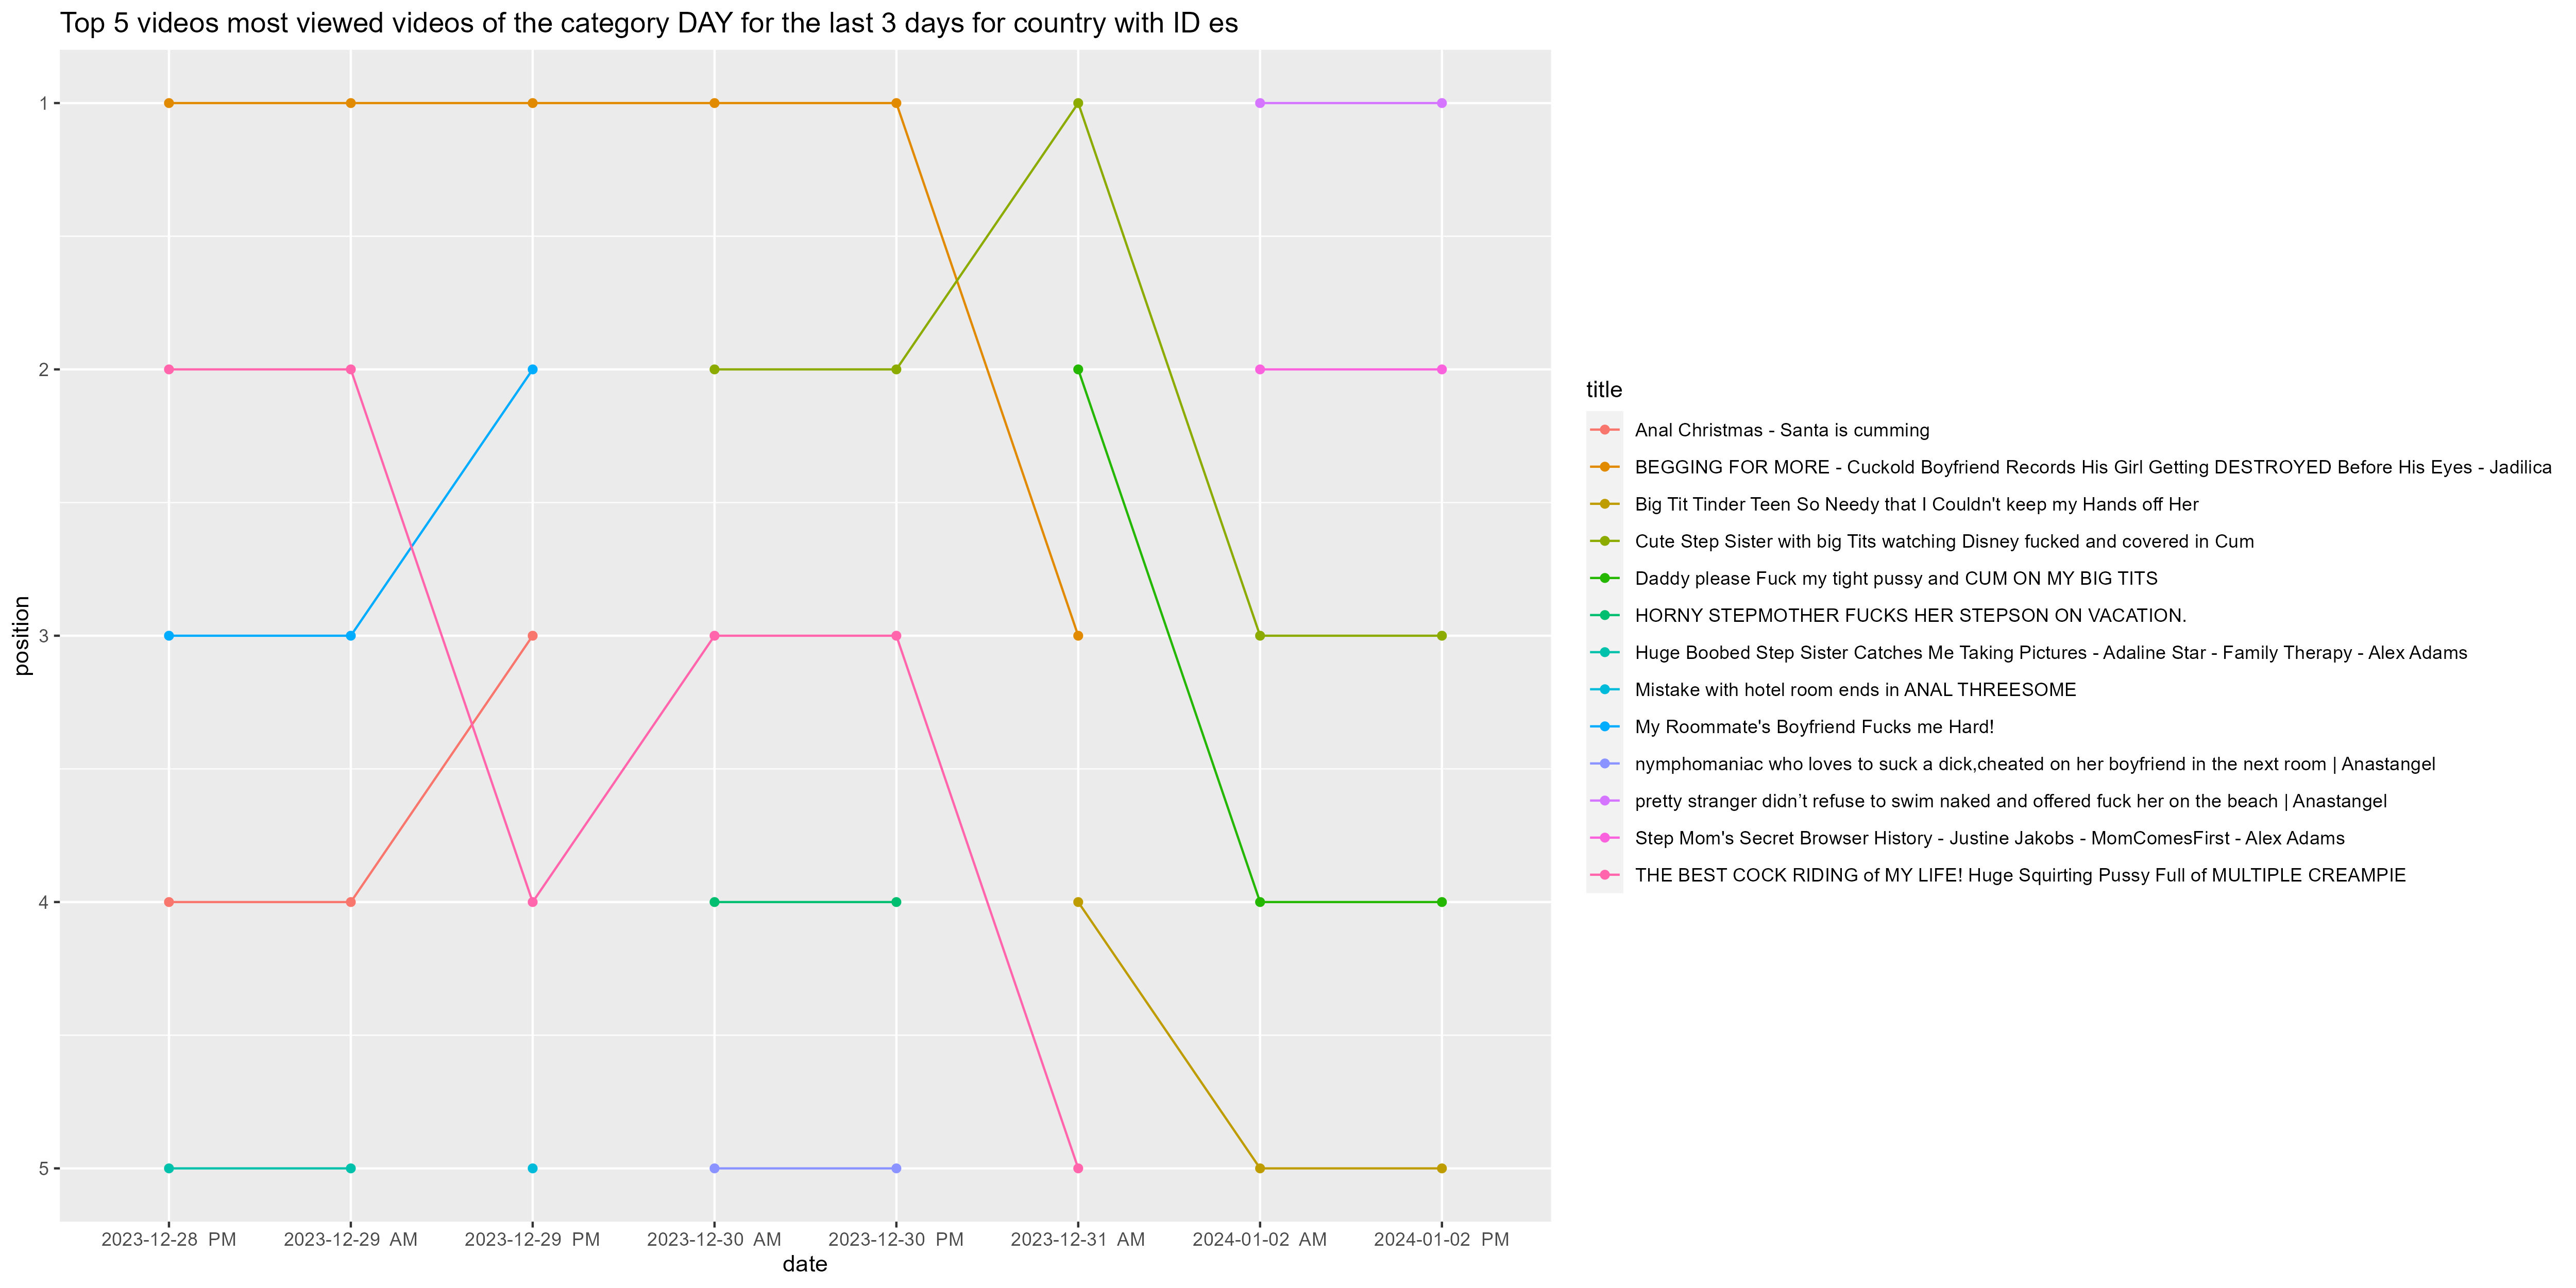 Top 5 videos most viewed videos of the category DAY for the last 3 days for country with ID es
position
1
2
3
4
5
2023-12-28 PM
2023-12-29 AM
2023-12-29 PM
2023-12-30 AM
2023-12-30 PM
2023-12-31 AM
2024-01-02 AM
2024-01-02 PM
date
title
Anal Christmas - Santa is cumming
BEGGING FOR MORE - Cuckold Boyfriend Records His Girl Getting DESTROYED Before His Eyes - Jadilica
Big Tit Tinder Teen So Needy that I Couldn't keep my Hands off Her
Cute Step Sister with big Tits watching Disney fucked and covered in Cum
Daddy please Fuck my tight pussy and CUM ON MY BIG TITS
HORNY STEPMOTHER FUCKS HER STEPSON ON VACATION.
Huge Boobed Step Sister Catches Me Taking Pictures - Adaline Star - Family Therapy - Alex Adams
Mistake with hotel room ends in ANAL THREESOME
My Roommate's Boyfriend Fucks me Hard!
nymphomaniac who loves to suck a dick,cheated on her boyfriend in the next room | Anastangel
pretty stranger didn’t refuse to swim naked and offered fuck her on the beach | Anastangel
Step Mom's Secret Browser History - Justine Jakobs - MomComesFirst - Alex Adams
THE BEST COCK RIDING of MY LIFE! Huge Squirting Pussy Full of MULTIPLE CREAMPIE